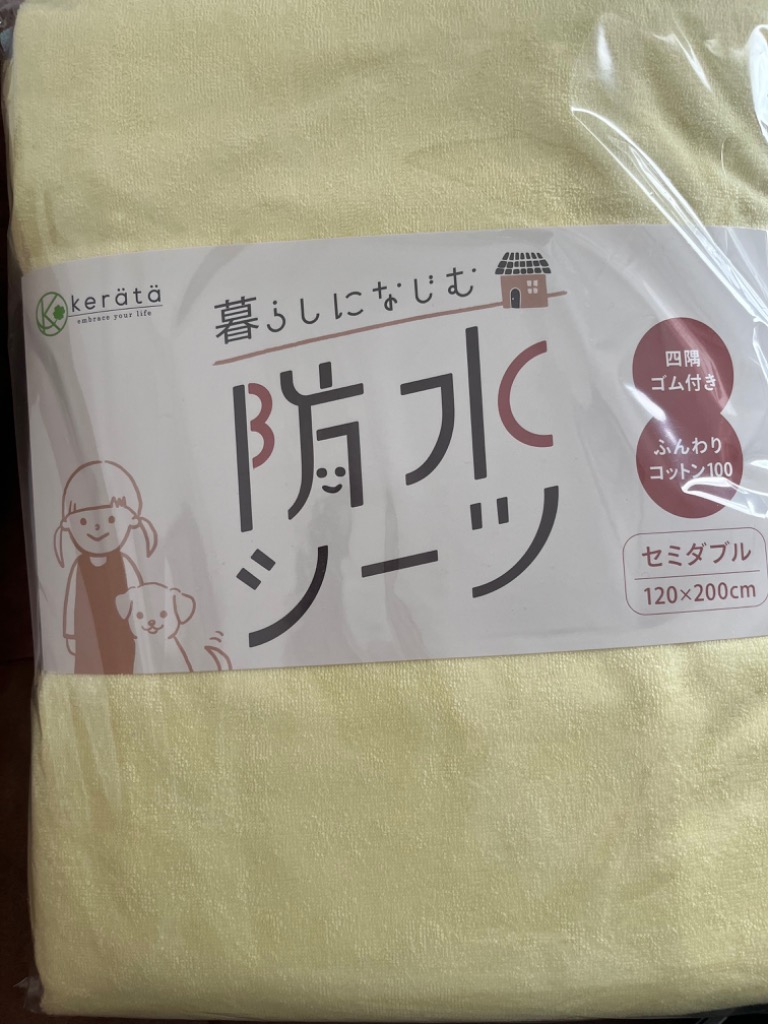 kerätä
embrace your life
暮らしになじむ
防水
シーツ
四隅
ゴム付き
ふんわり
コットン100
セミダブル
120×200cm